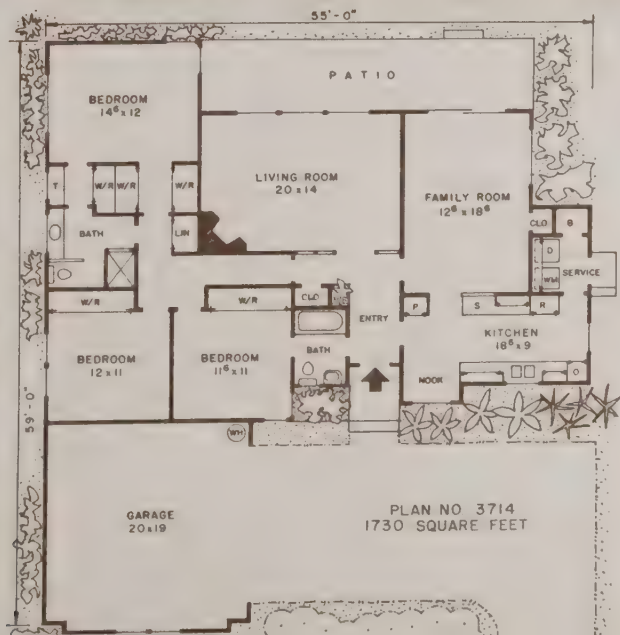 55'-0"
PATIO
BEDROOM
14⁶ x 12
LIVING ROOM
20 x 14
FAMILY ROOM
12⁶ x 18⁶
T
W/R
W/R
W/R
BATH
LIN
CLO
B
D
WM
SERVICE
W/R
W/R
CLO
ENTRY
P
S
R
KITCHEN
18⁶ x 9
BEDROOM
12 x 11
BEDROOM
11⁶ x 11
BATH
NOOK
O
59'-0"
WH
GARAGE
20 x 19
PLAN NO 3714
1730 SQUARE FEET